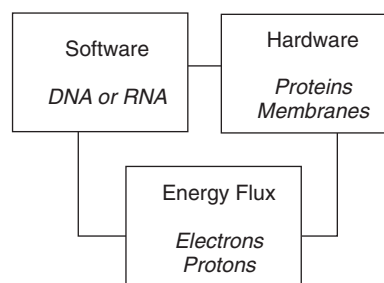 Software
DNA or RNA
Hardware
Proteins
Membranes
Energy Flux
Electrons
Protons